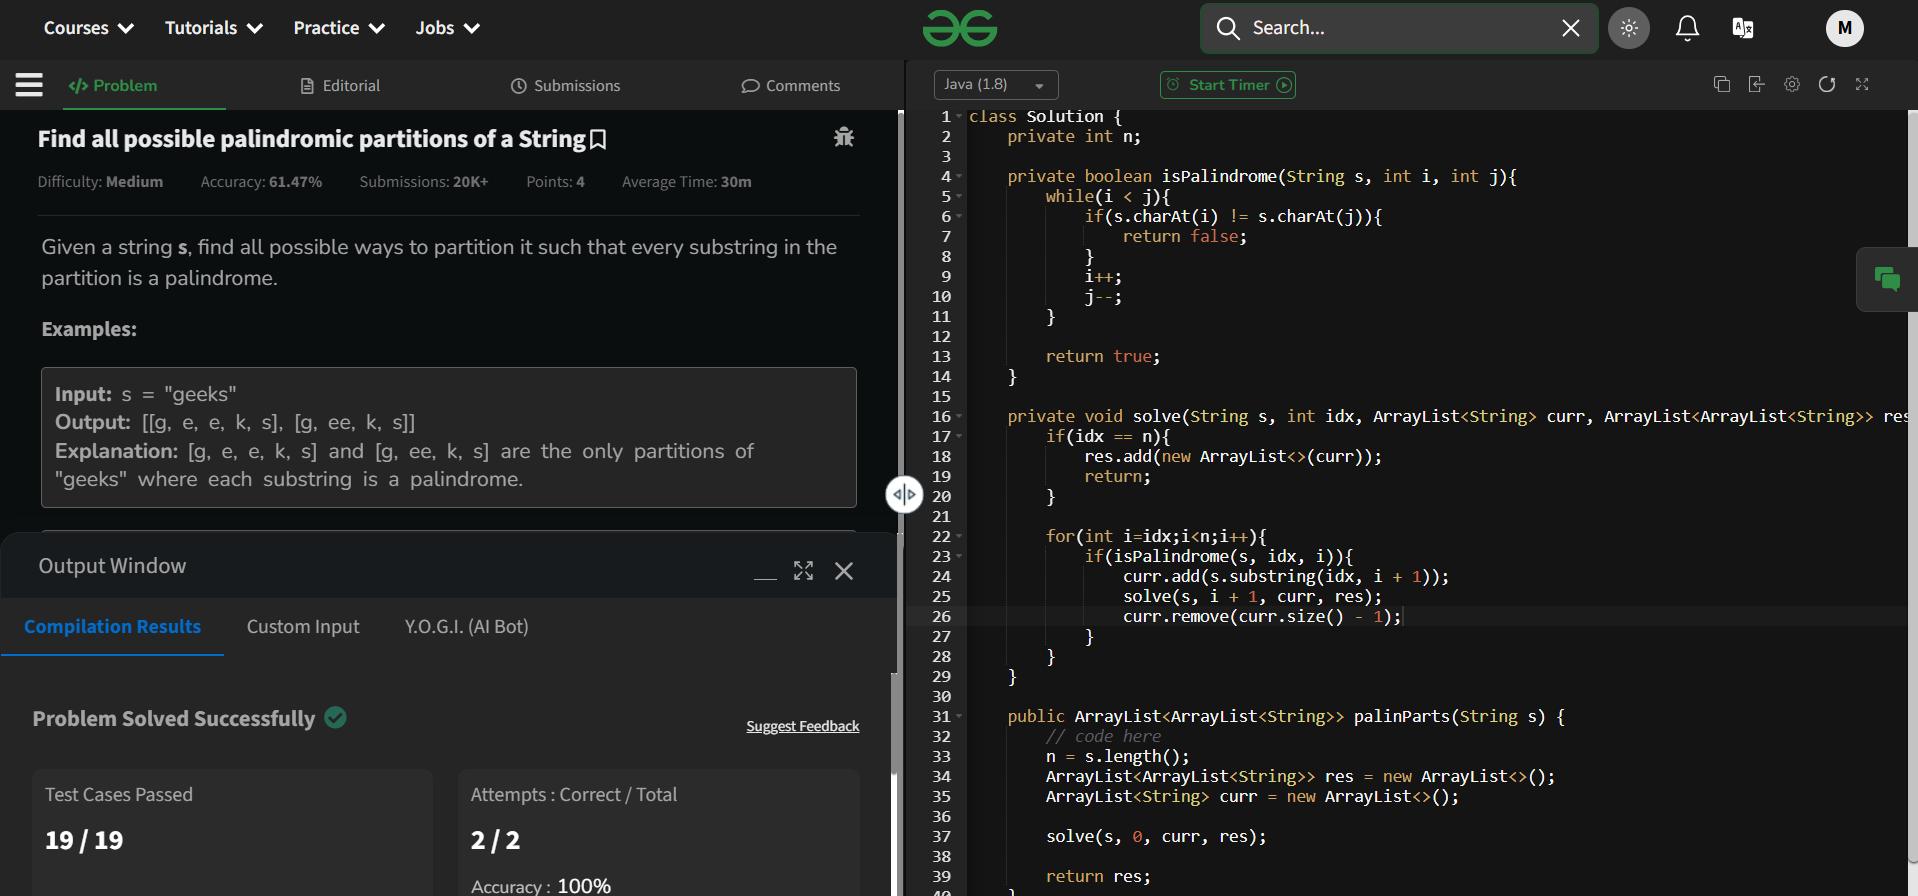 Courses Tutorials Practice Jobs Search... M
Problem Editorial Submissions Comments
Find all possible palindromic partitions of a String
Difficulty: Medium Accuracy: 61.47% Submissions: 20K+ Points: 4 Average Time: 30m
Given a string s, find all possible ways to partition it such that every substring in the
partition is a palindrome.
Examples:
Input: s = "geeks"
Output: [[g, e, e, k, s], [g, ee, k, s]]
Explanation: [g, e, e, k, s] and [g, ee, k, s] are the only partitions of
"geeks" where each substring is a palindrome.
Output Window
Compilation Results Custom Input Y.O.G.I. (AI Bot)
Problem Solved Successfully
Suggest Feedback
Test Cases Passed
19 / 19
Attempts : Correct / Total
2 / 2
Accuracy : 100%
Java (1.8) Start Timer
1 class Solution {
2 private int n;
3
4 private boolean isPalindrome(String s, int i, int j){
5 while(i < j){
6 if(s.charAt(i) != s.charAt(j)){
7 return false;
8 }
9 i++;
10 j--;
11 }
12
13 return true;
14 }
15
16 private void solve(String s, int idx, ArrayList<String> curr, ArrayList<ArrayList<String>> res
17 if(idx == n){
18 res.add(new ArrayList<>(curr));
19 return;
20 }
21
22 for(int i=idx;i<n;i++){
23 if(isPalindrome(s, idx, i)){
24 curr.add(s.substring(idx, i + 1));
25 solve(s, i + 1, curr, res);
26 curr.remove(curr.size() - 1);
27 }
28 }
29 }
30
31 public ArrayList<ArrayList<String>> palinParts(String s) {
32 // code here
33 n = s.length();
34 ArrayList<ArrayList<String>> res = new ArrayList<>();
35 ArrayList<String> curr = new ArrayList<>();
36
37 solve(s, 0, curr, res);
38
39 return res;
40 }